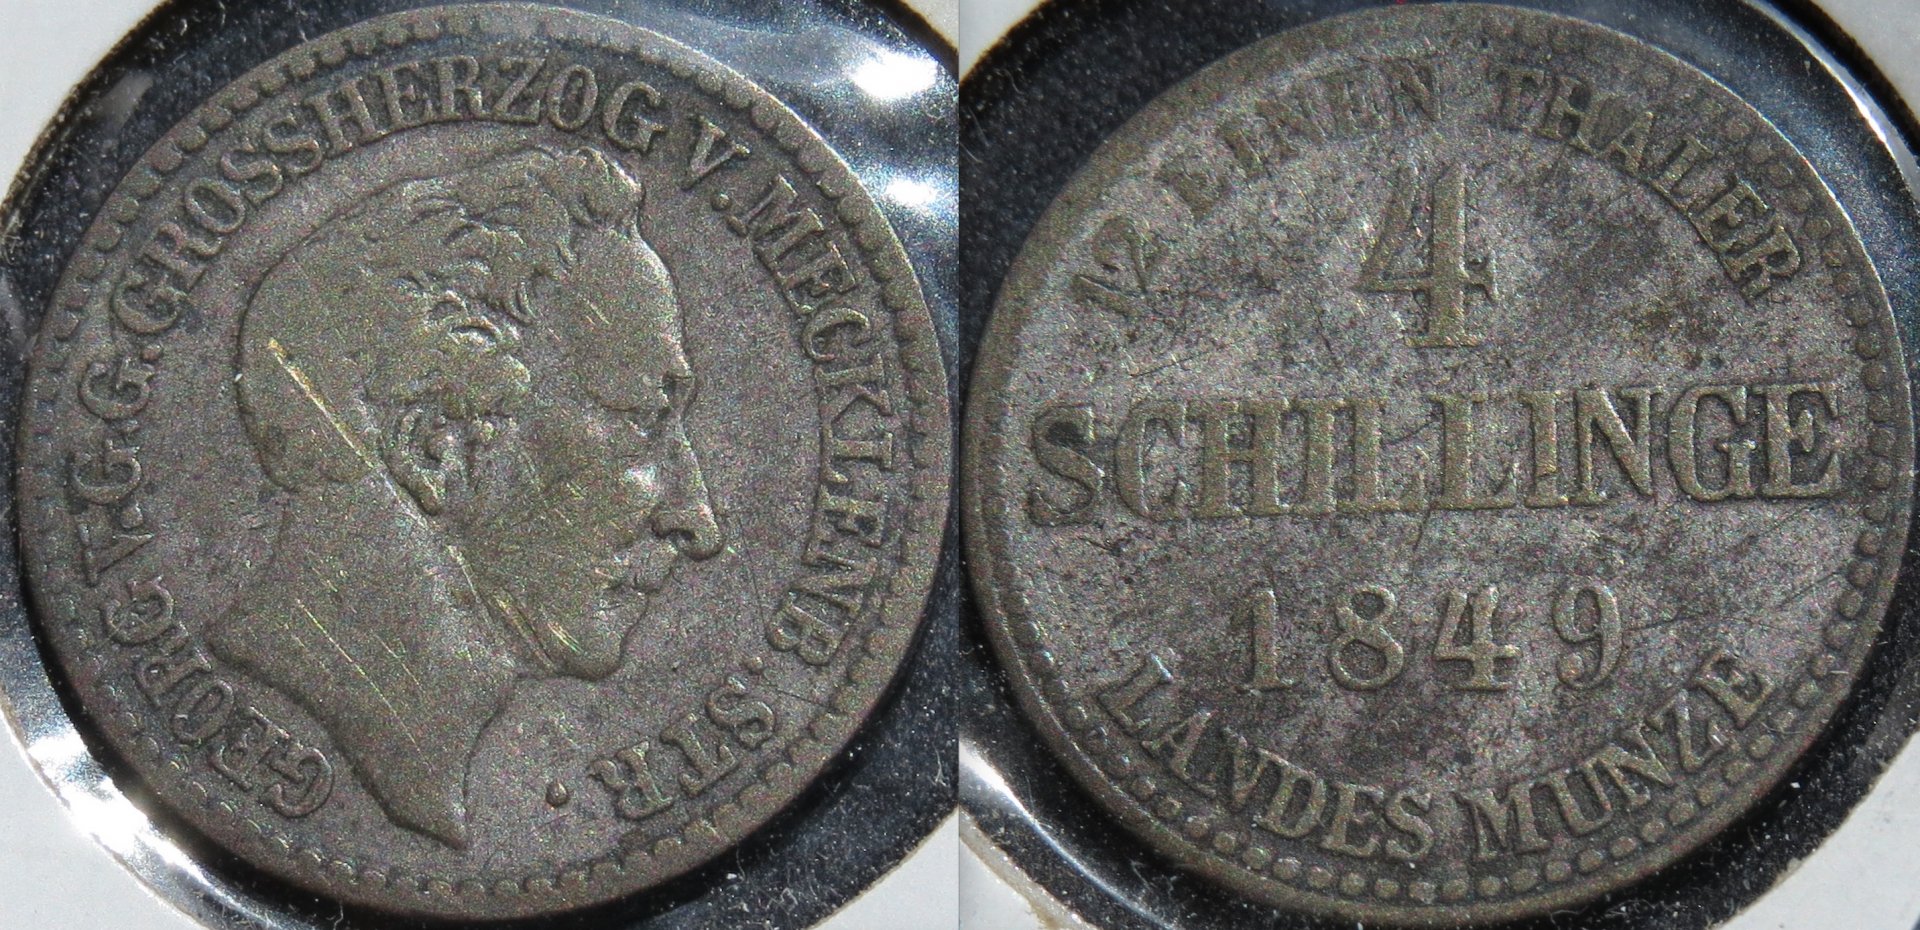 GEORG V.G.G.GROSSHERZOG V.MECKLENB.STR.
12 EINEN THALER
4
SCHILLINGE
1849
LANDES MUNZE